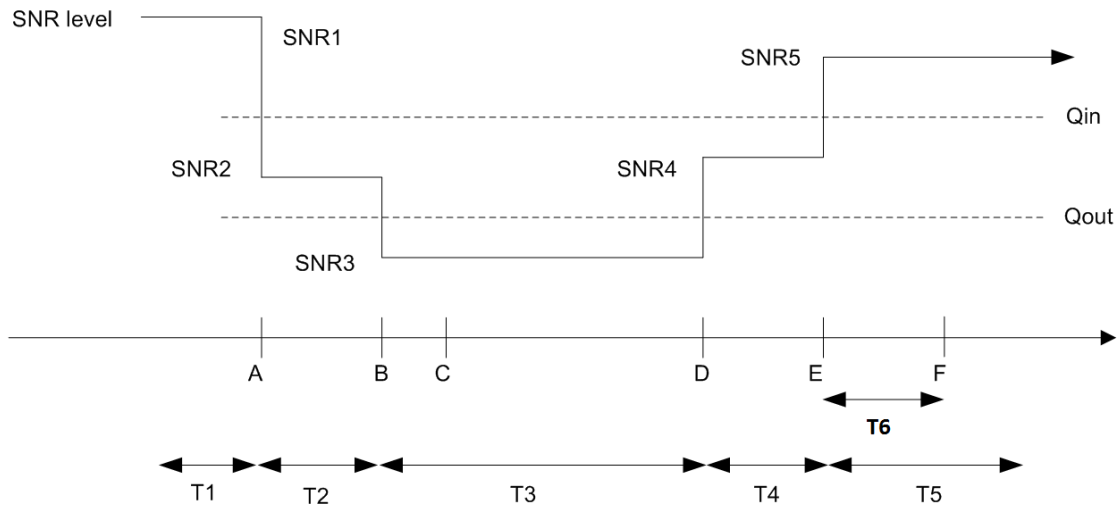 SNR level
SNR1
SNR5
Qin
SNR2
SNR4
Qout
SNR3
A
B
C
D
E
F
T6
T1
T2
T3
T4
T5